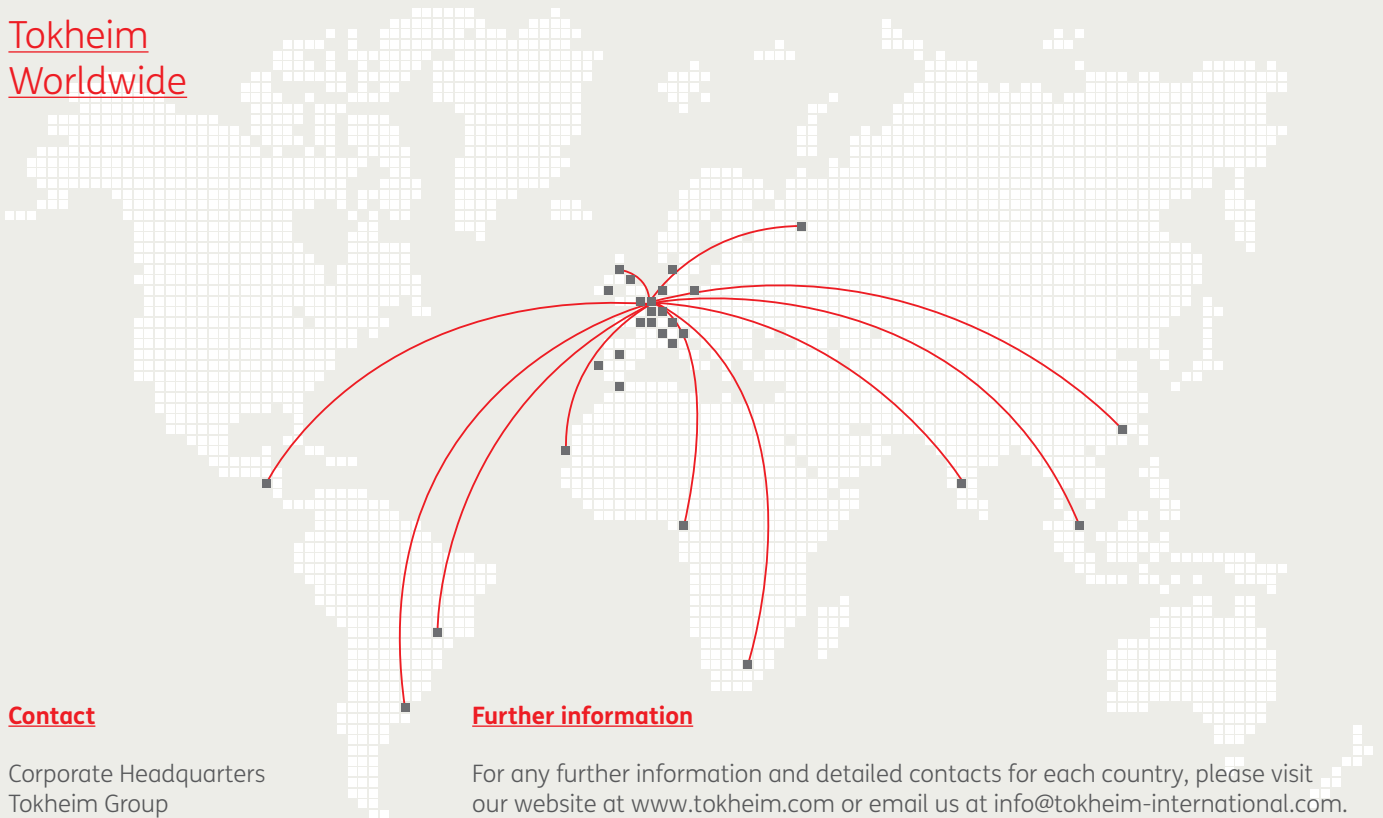 Tokheim
Worldwide
Contact
Corporate Headquarters
Tokheim Group
Further information
For any further information and detailed contacts for each country, please visit
our website at www.tokheim.com or email us at info@tokheim-international.com.